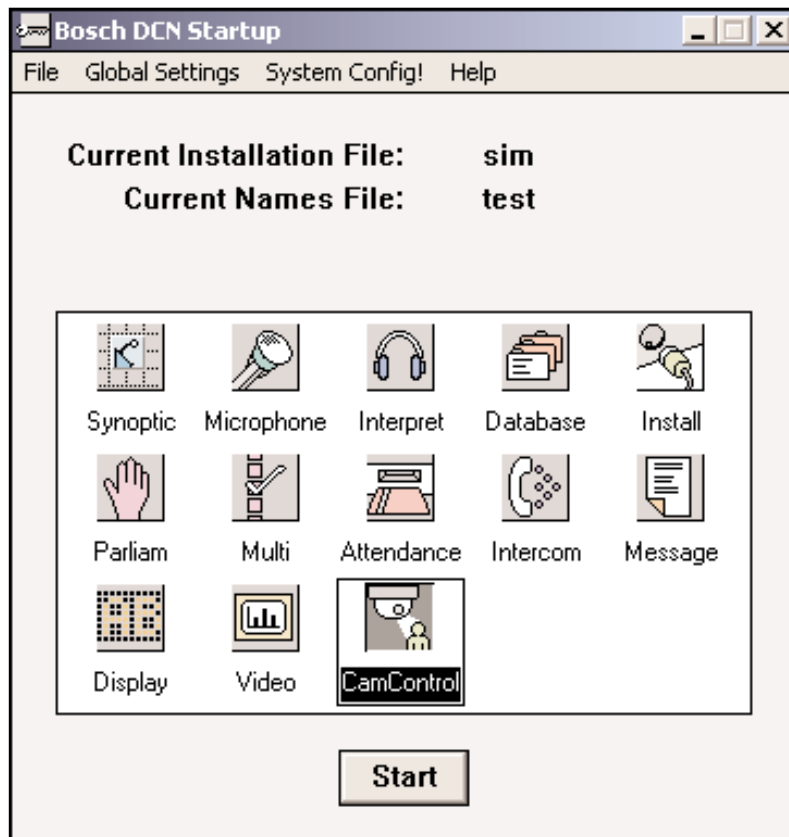 Bosch DCN Startup
File Global Settings System Config! Help
Current Installation File: sim
Current Names File: test
Synoptic Microphone Interpret Database Install
Parliam Multi Attendance Intercom Message
Display Video CamControl
Start